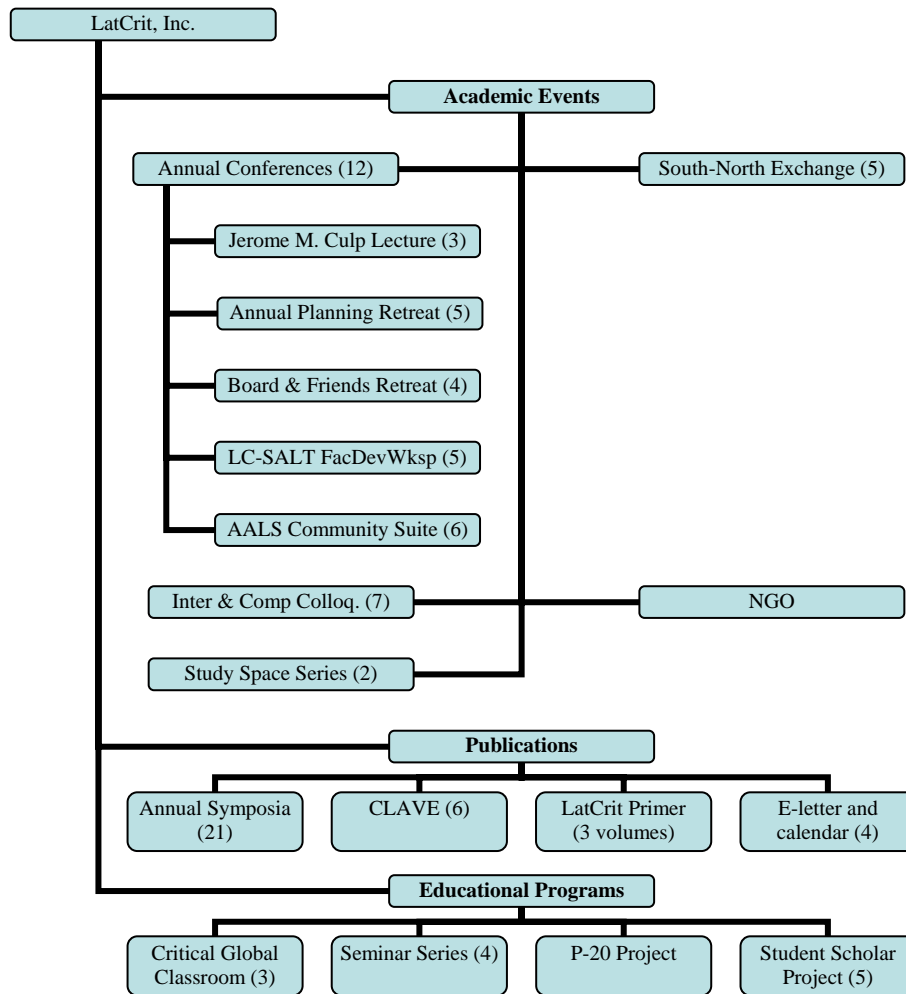 LatCrit, Inc.
Academic Events
Annual Conferences (12)
South-North Exchange (5)
Jerome M. Culp Lecture (3)
Annual Planning Retreat (5)
Board & Friends Retreat (4)
LC-SALT FacDevWksp (5)
AALS Community Suite (6)
Inter & Comp Colloq. (7)
NGO
Study Space Series (2)
Publications
Annual Symposia
(21)
CLAVE (6)
LatCrit Primer
(3 volumes)
E-letter and
calendar (4)
Educational Programs
Critical Global
Classroom (3)
Seminar Series (4)
P-20 Project
Student Scholar
Project (5)